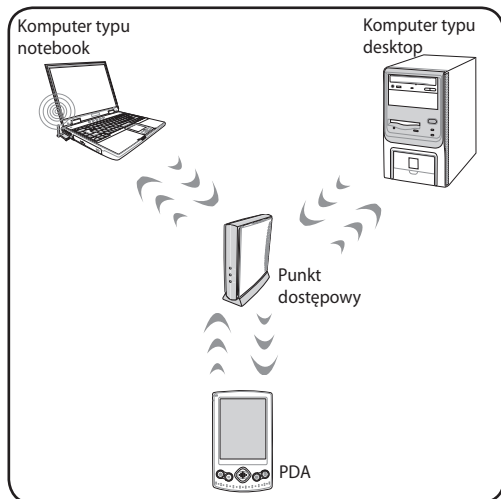 Komputer typu
notebook
Komputer typu
desktop
Punkt
dostępowy
PDA